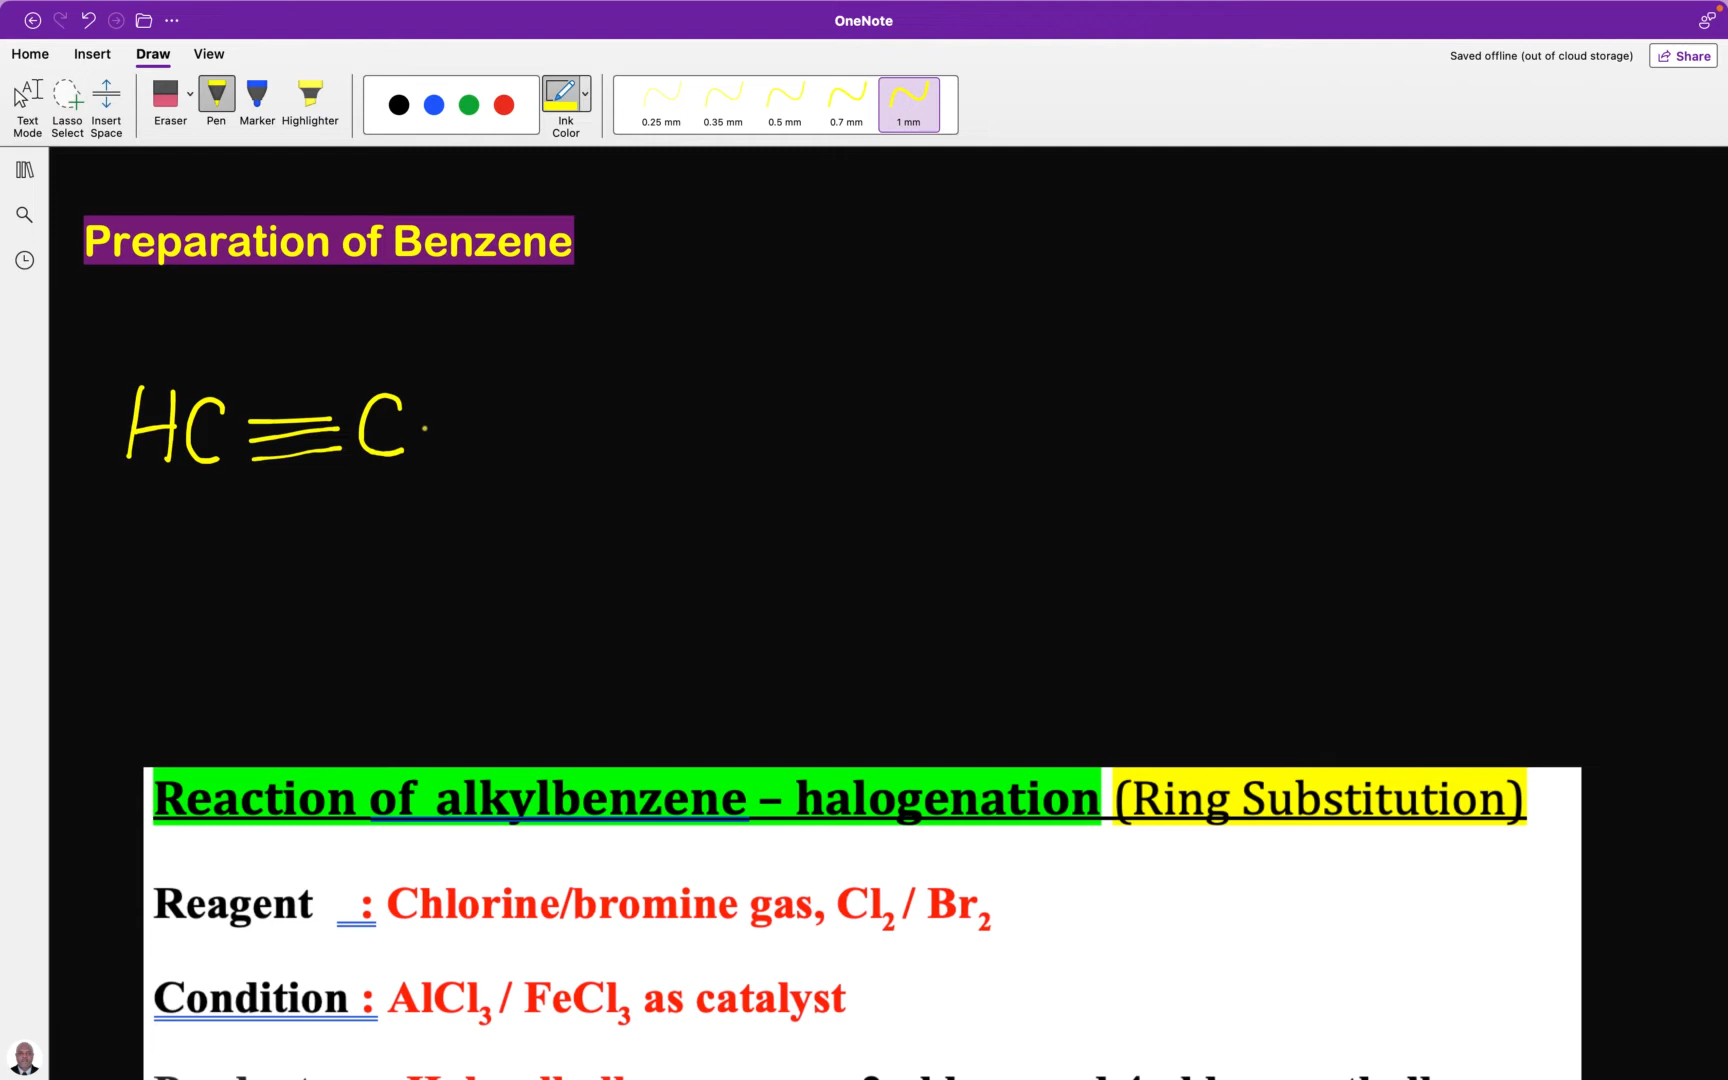 OneNote
Home Insert Draw View
Saved offline (out of cloud storage) Share
Text Mode
Lasso Select
Insert Space
Eraser
Pen
Marker
Highlighter
Ink Color
0.25 mm
0.35 mm
0.5 mm
0.7 mm
1 mm
Preparation of Benzene
HC≡C
Reaction of alkylbenzene – halogenation (Ring Substitution)
Reagent : Chlorine/bromine gas, Cl₂ / Br₂
Condition : AlCl₃ / FeCl₃ as catalyst